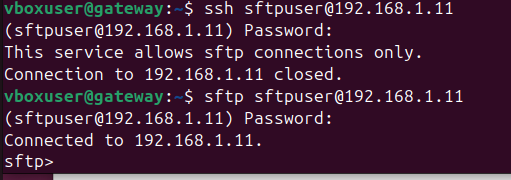 vboxuser@gateway:~$ ssh sftpuser@192.168.1.11
(sftpuser@192.168.1.11) Password:
This service allows sftp connections only.
Connection to 192.168.1.11 closed.
vboxuser@gateway:~$ sftp sftpuser@192.168.1.11
(sftpuser@192.168.1.11) Password:
Connected to 192.168.1.11.
sftp>